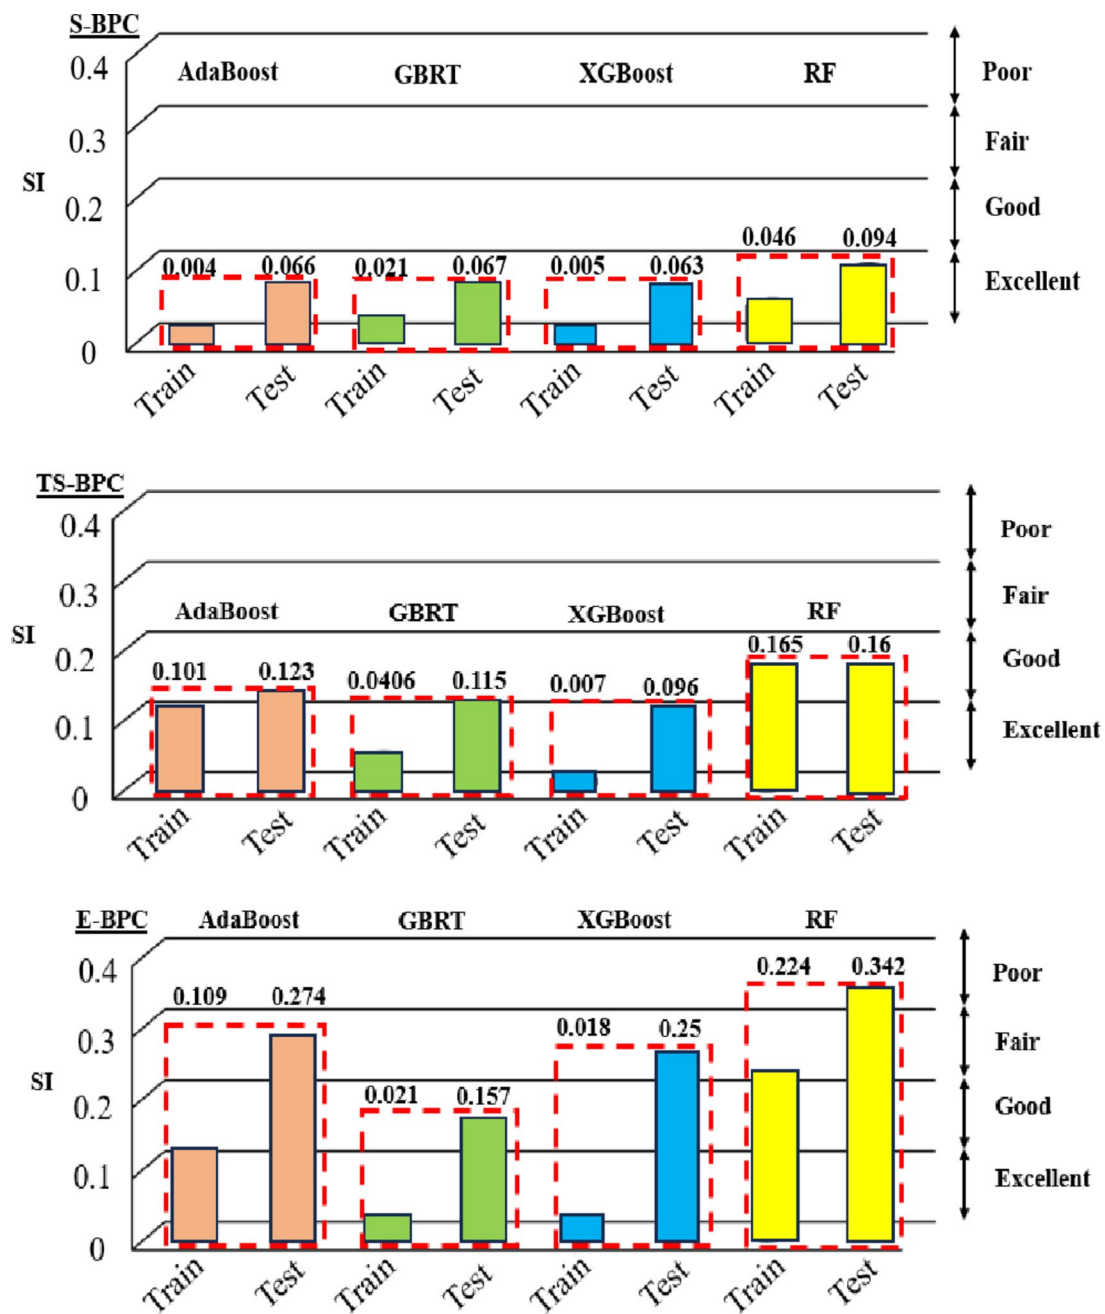 S-BPC
0.4
AdaBoost GBRT XGBoost RF Poor
0.3
Fair
SI
0.2
Good
0.004 0.066 0.021 0.067 0.005 0.063 0.046 0.094
0.1
Excellent
0
Train Test Train Test Train Test Train Test
TS-BPC
0.4
Poor
0.3
AdaBoost GBRT XGBoost RF Fair
SI
0.2
Good
0.101 0.123 0.0406 0.115 0.007 0.096 0.165 0.16
0.1
Excellent
0
Train Test Train Test Train Test Train Test
E-BPC AdaBoost GBRT XGBoost RF
0.4
Poor
0.109 0.274 0.021 0.157 0.018 0.25 0.224 0.342
0.3
Fair
SI
0.2
Good
0.1
Excellent
0
Train Test Train Test Train Test Train Test